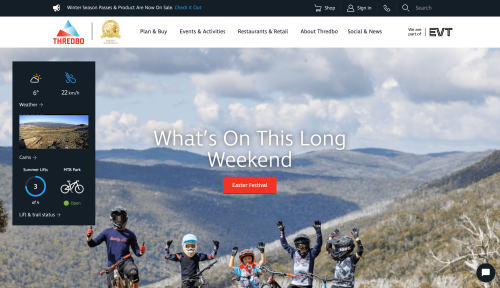 Winter Season Passes & Product Are Now On Sale. Check it Out
Shop
Sign in
Search
THREDBO
Plan & Buy
Events & Activities
Restaurants & Retail
About Thredbo
Social & News
We are
part of
EVT
6°
22 km/h
Weather
Cams
Summer Lifts
MTB Park
3
of 4
Open
Lift & trail status
What's On This Long
Weekend
Easter Festival